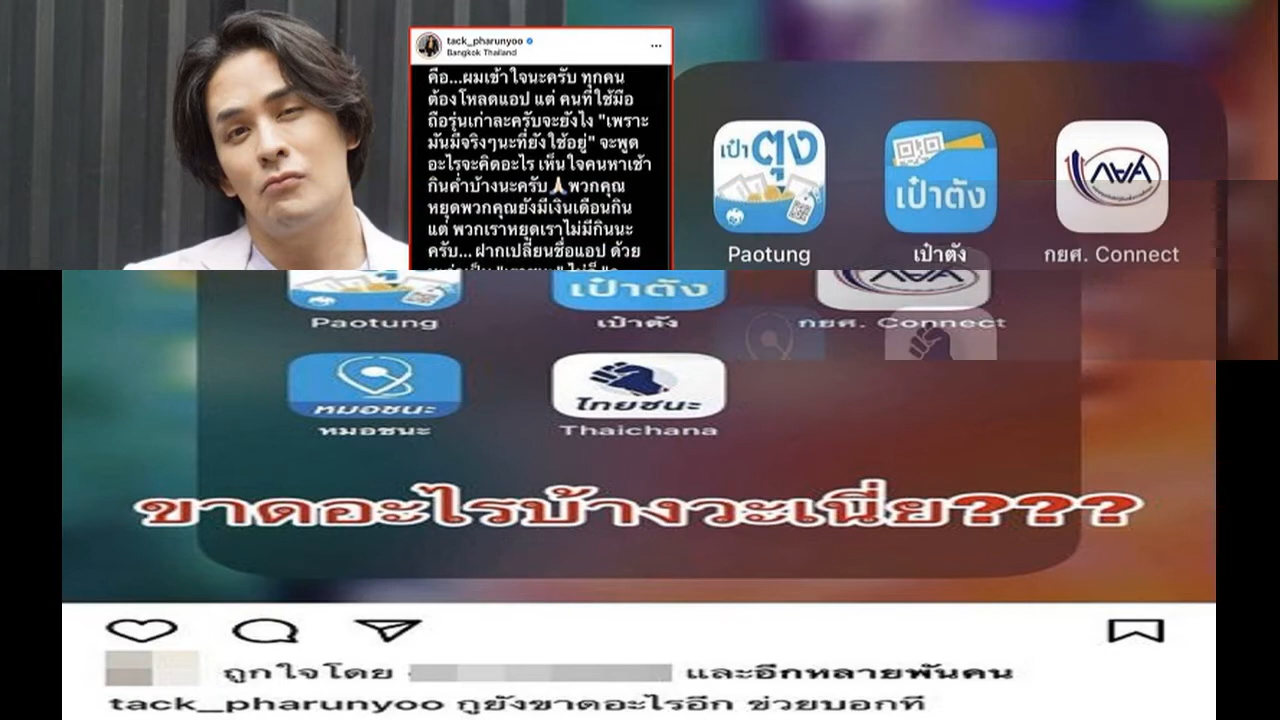 tack_pharunyoo
Bangkok Thailand
คือ...ผมเข้าใจนะครับ ทุกคน
ต้องโหลดแอป แต่ คนที่ใช้มือ
ถือรุ่นเก่าละครับจะยังไง "เพราะ
มันมีจริงๆนะที่ยังใช้อยู่" จะพูด
อะไรจะคิดอะไร เห็นใจคนหาเช้า
กินค่ำบ้างนะครับ🙏พวกคุณ
หยุดพวกคุณยังมีเงินเดือนกิน
แต่ พวกเราหยุดเราไม่มีกินนะ
ครับ... ฝากเปลี่ยนชื่อแอป ด้วย
เป๋าตุง
เป๋าตัง
กยศ
Paotung
เป๋าตัง
กยศ. Connect
เป๋าตัง
Paotung
เป๋าตัง
กยศ. Connect
หมอชนะ
ไทยชนะ
หมอชนะ
Thaichana
ขาดอะไรบ้างวะเนี่ย???
ถูกใจโดย
และอีกหลายพันคน
tack_pharunyoo กูยังขาดอะไรอีก ช่วยบอกที